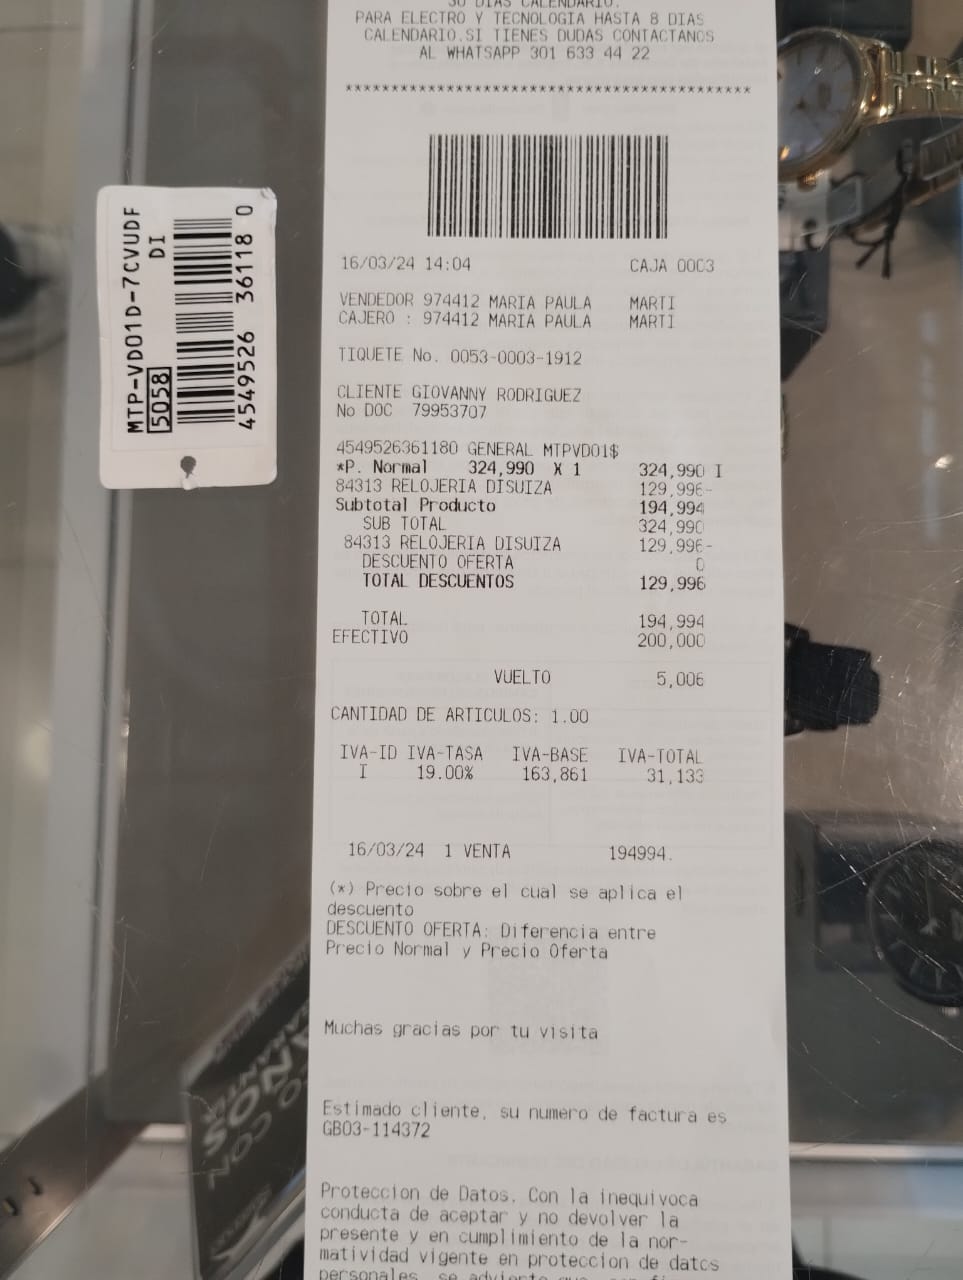 30 DIAS CALENDARIO.
PARA ELECTRO Y TECNOLOGIA HASTA 8 DIAS
CALENDARIO.SI TIENES DUDAS CONTACTANOS
AL WHATSAPP 301 633 44 22
********************************************
16/03/24 14:04 CAJA 0003
VENDEDOR 974412 MARIA PAULA MARTI
CAJERO : 974412 MARIA PAULA MARTI
TIQUETE No. 0053-0003-1912
CLIENTE GIOVANNY RODRIGUEZ
No DOC 79953707
4549526361180 GENERAL MTPVD01$
*P. Normal 324,990 X 1 324,990 I
84313 RELOJERIA DISUIZA 129,996-
Subtotal Producto 194,994
SUB TOTAL 324,990
84313 RELOJERIA DISUIZA 129,996-
DESCUENTO OFERTA 0
TOTAL DESCUENTOS 129,996
TOTAL 194,994
EFECTIVO 200,000
VUELTO 5,006
CANTIDAD DE ARTICULOS: 1.00
IVA-ID IVA-TASA IVA-BASE IVA-TOTAL
I 19.00% 163,861 31,133
16/03/24 1 VENTA 194994.
(*) Precio sobre el cual se aplica el
descuento
DESCUENTO OFERTA: Diferencia entre
Precio Normal y Precio Oferta
Muchas gracias por tu visita
Estimado cliente, su numero de factura es
GB03-114372
Proteccion de Datos. Con la inequivoca
conducta de aceptar y no devolver la
presente y en cumplimiento de la nor-
matividad vigente en proteccion de datos
personales, se advierte que
MTP-VD01D-7CVUDF
DI
5058
4549526 36118 0